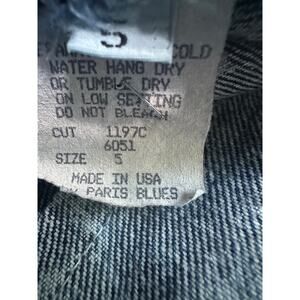 5
COLD
WATER HANG DRY
OR TUMBLE DRY
ON LOW SETTING
DO NOT BLEACH
CUT 1197C
6051
SIZE 5
MADE IN USA
PARIS BLUES